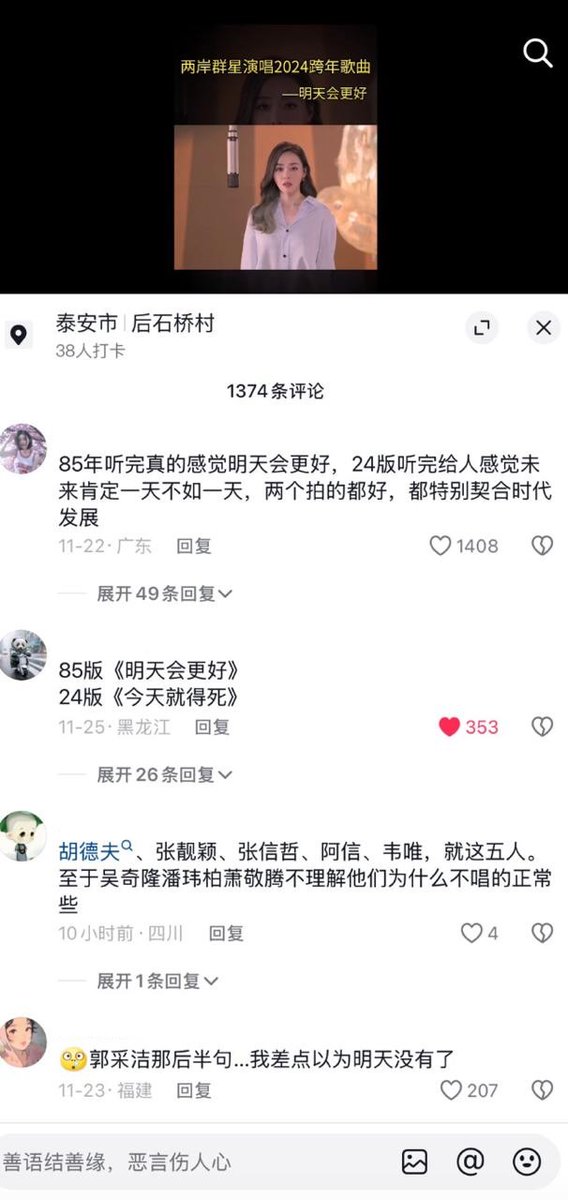 两岸群星演唱2024跨年歌曲
—明天会更好
泰安市 | 后石桥村
38人打卡
1374条评论
85年听完真的感觉明天会更好，24版听完给人感觉未
来肯定一天不如一天，两个拍的都好，都特别契合时代
发展
11-22 · 广东 回复
1408
展开49条回复
85版《明天会更好》
24版《今天就得死》
11-25 · 黑龙江 回复
353
展开26条回复
胡德夫、张靓颖、张信哲、阿信、韦唯，就这五人。
至于吴奇隆潘玮柏萧敬腾不理解他们为什么不唱的正常
些
10小时前 · 四川 回复
4
展开1条回复
郭采洁那后半句...我差点以为明天没有了
11-23 · 福建 回复
207
善语结善缘，恶言伤人心
@